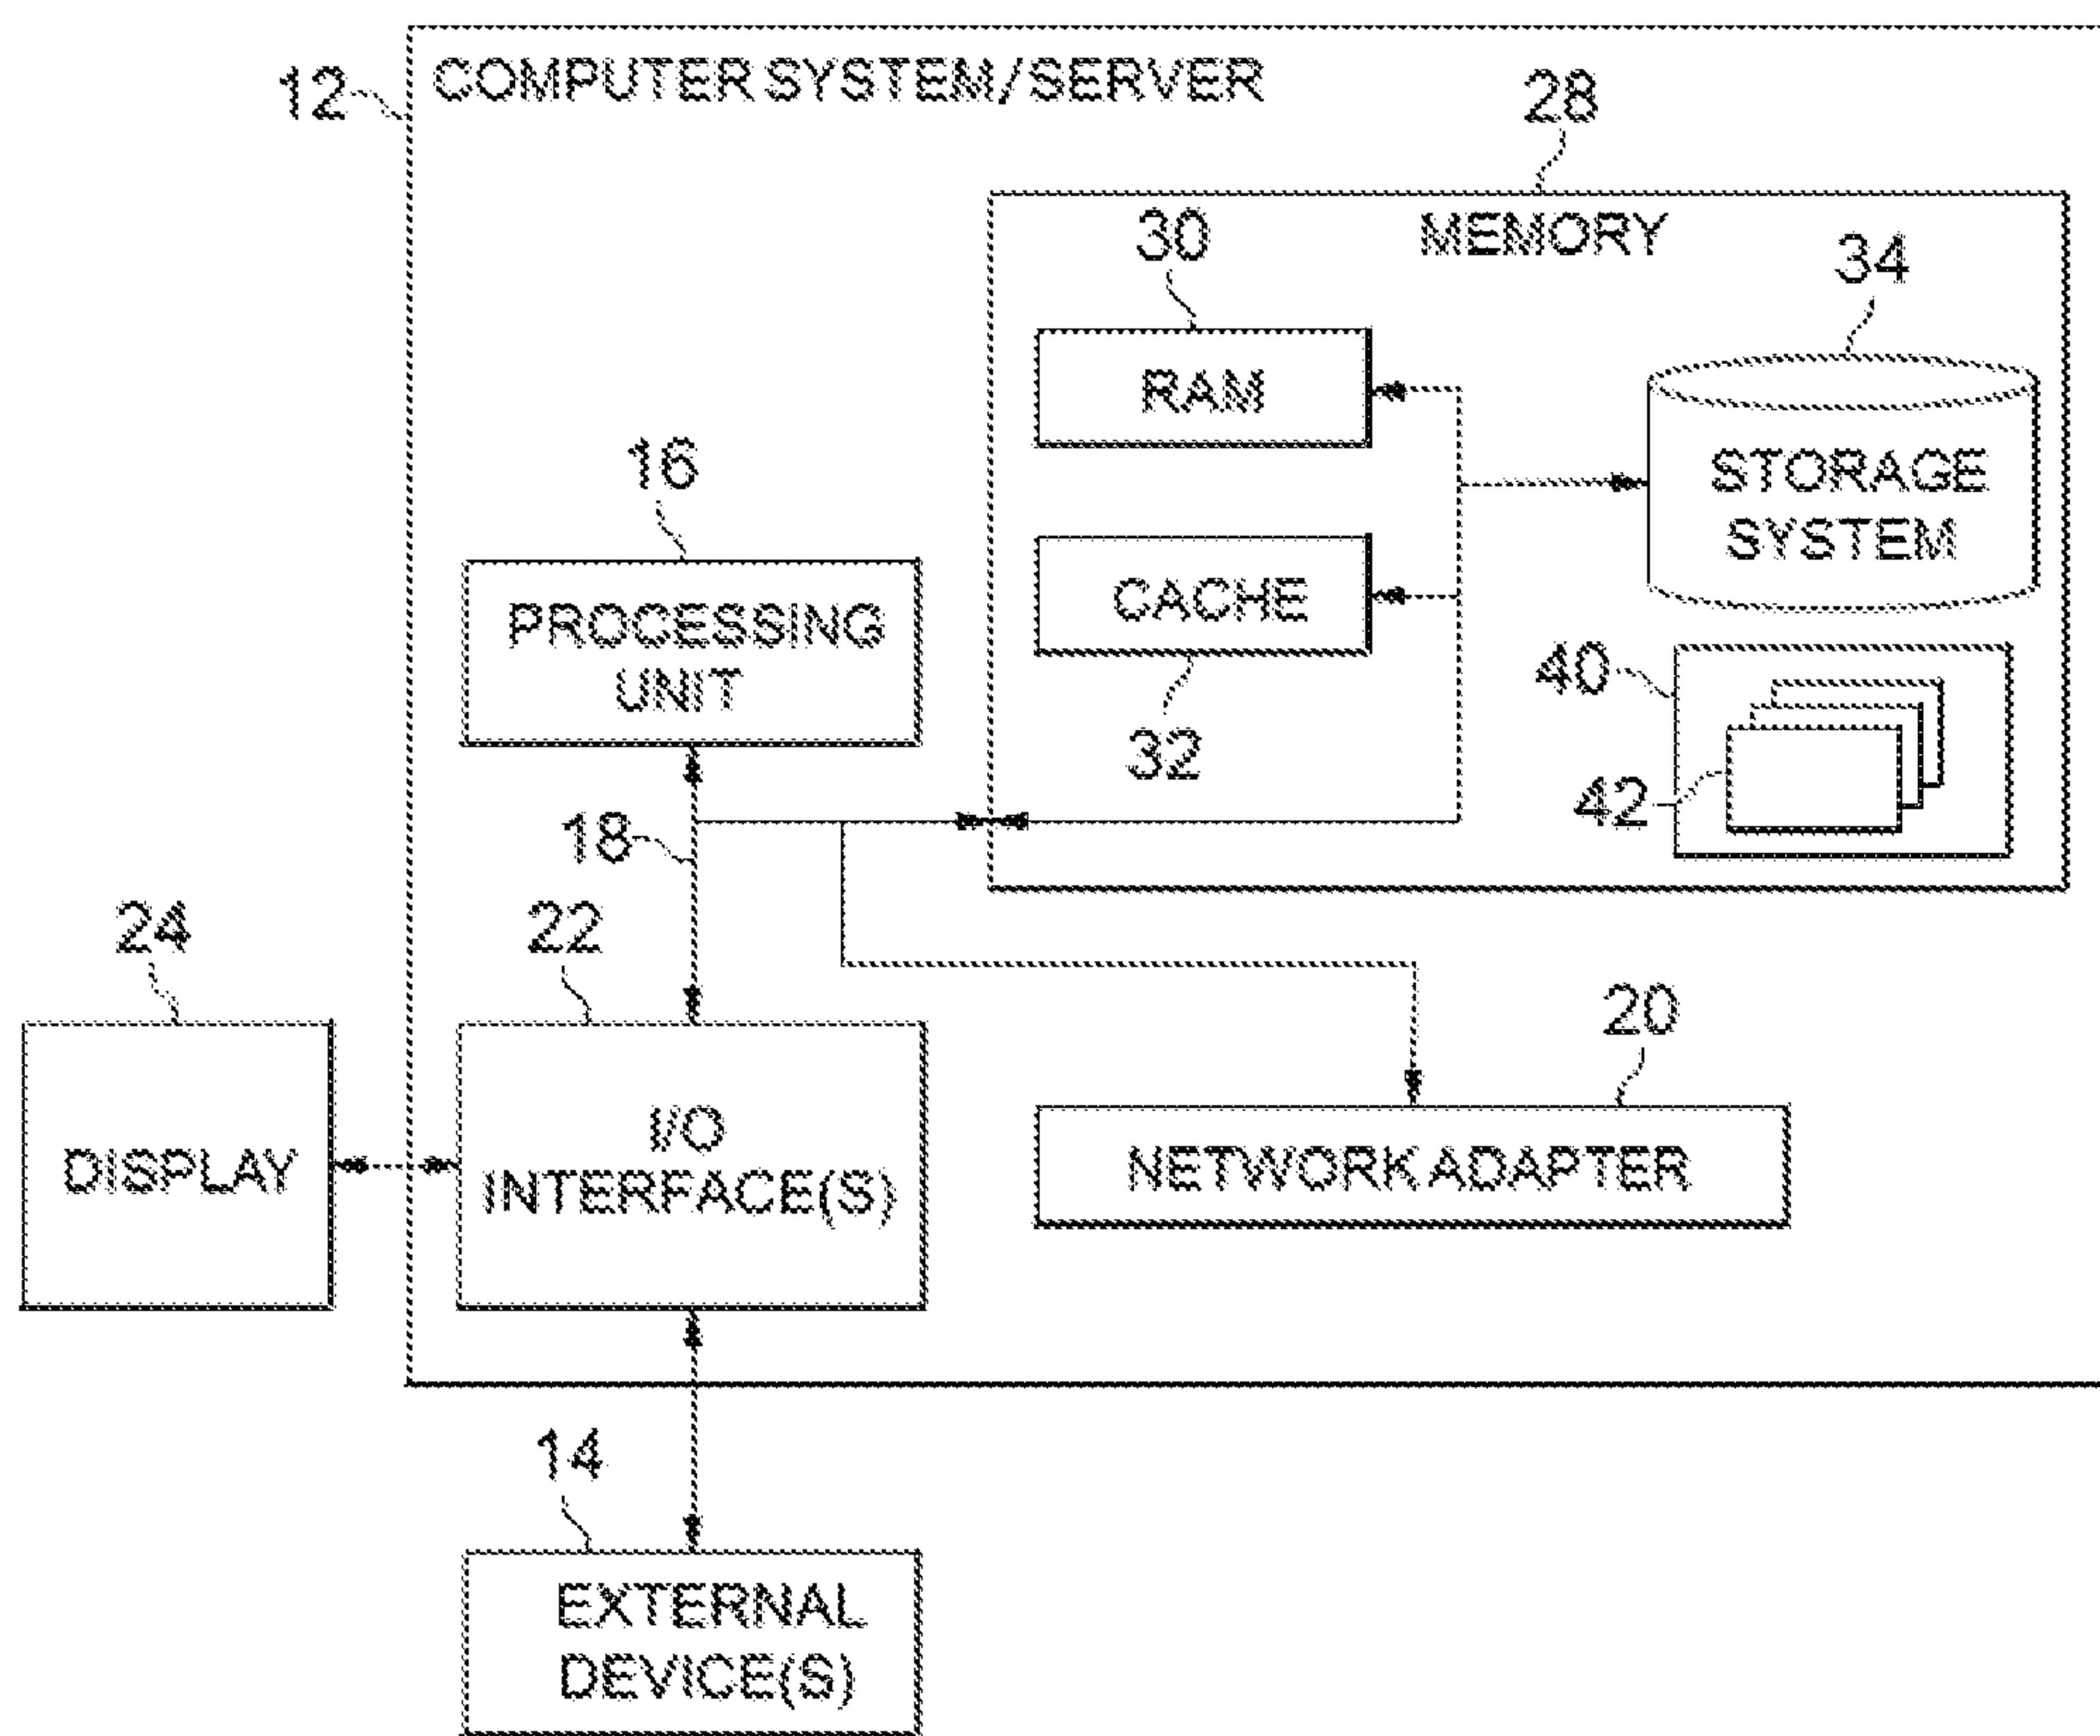 12
COMPUTER SYSTEM/SERVER
28
MEMORY
30
34
RAM
STORAGE
SYSTEM
16
CACHE
PROCESSING
UNIT
32
40
42
18
24
22
20
DISPLAY
I/O
INTERFACE(S)
NETWORK ADAPTER
14
EXTERNAL
DEVICE(S)